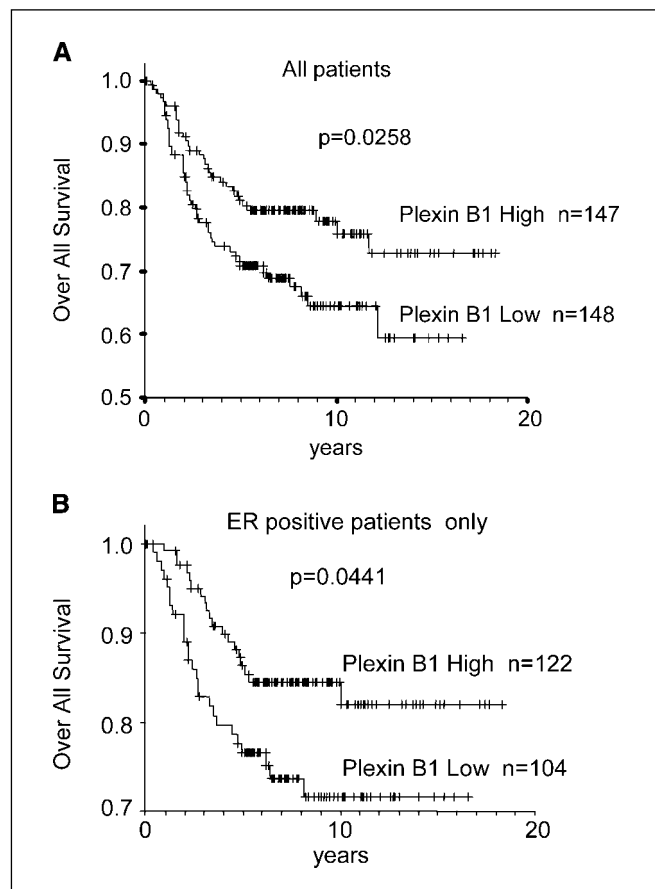 A
All patients
p=0.0258
1.0
0.9
0.8
0.7
0.6
0.5
Over All Survival
Plexin B1 High n=147
Plexin B1 Low n=148
0
10
20
years
B
ER positive patients only
p=0.0441
1.0
0.9
0.8
0.7
Over All Survival
Plexin B1 High n=122
Plexin B1 Low n=104
0
10
20
years